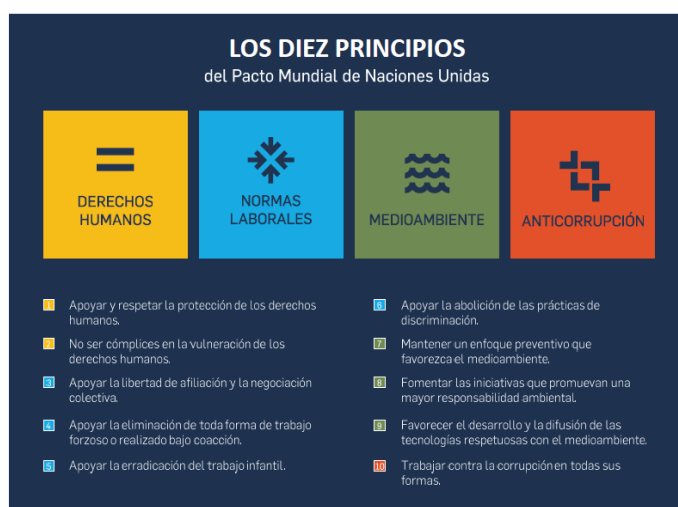 LOS DIEZ PRINCIPIOS
del Pacto Mundial de Naciones Unidas
DERECHOS
HUMANOS
NORMAS
LABORALES
MEDIOAMBIENTE
ANTICORRUPCIÓN
1 Apoyar y respetar la protección de los derechos
humanos.
2 No ser cómplices en la vulneración de los
derechos humanos.
3 Apoyar la libertad de afiliación y la negociación
colectiva.
4 Apoyar la eliminación de toda forma de trabajo
forzoso o realizado bajo coacción.
5 Apoyar la erradicación del trabajo infantil.
6 Apoyar la abolición de las prácticas de
discriminación.
7 Mantener un enfoque preventivo que
favorezca el medioambiente.
8 Fomentar las iniciativas que promuevan una
mayor responsabilidad ambiental.
9 Favorecer el desarrollo y la difusión de las
tecnologías respetuosas con el medioambiente.
10 Trabajar contra la corrupción en todas sus
formas.